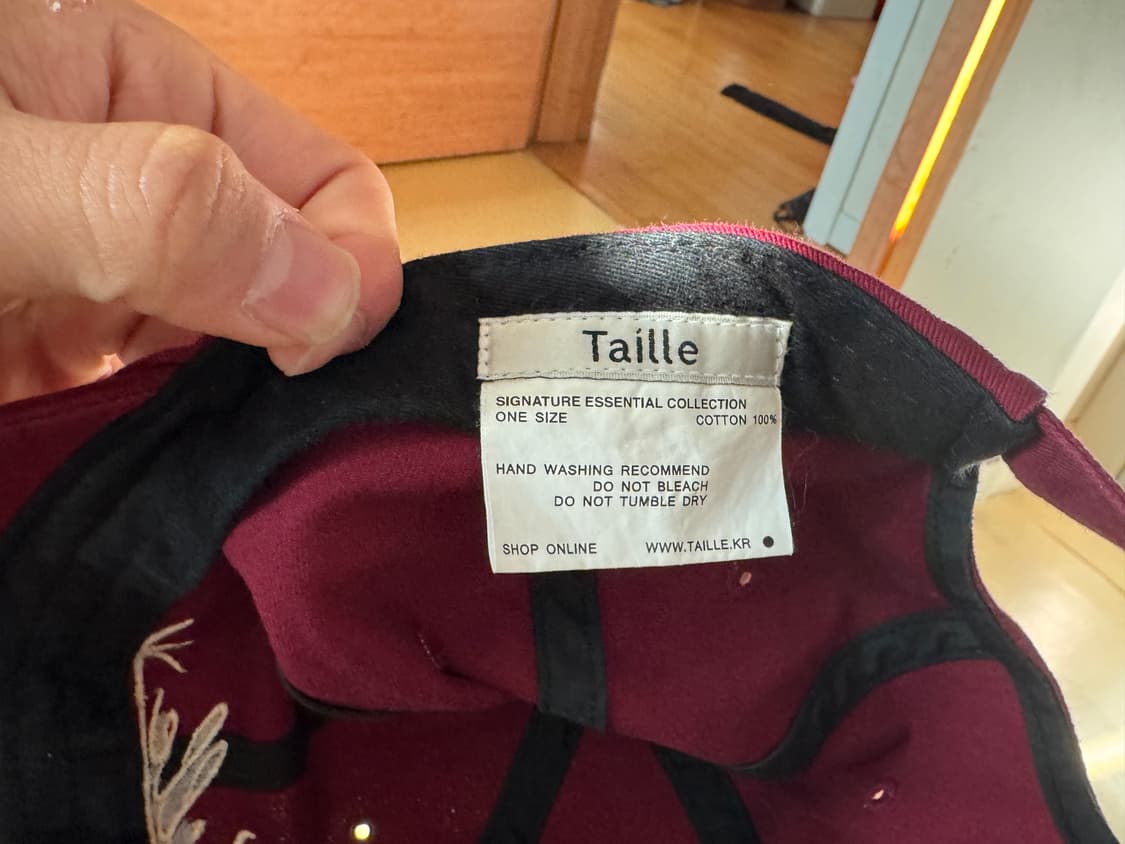 Taílle
SIGNATURE ESSENTIAL COLLECTION
ONE SIZE COTTON 100%
HAND WASHING RECOMMEND
DO NOT BLEACH
DO NOT TUMBLE DRY
SHOP ONLINE WWW.TAILLE.KR